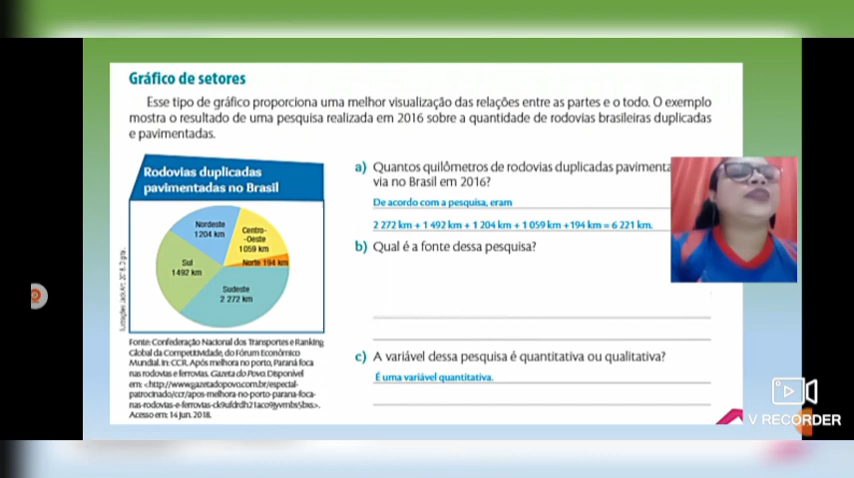 Gráfico de setores
Esse tipo de gráfico proporciona uma melhor visualização das relações entre as partes e o todo. O exemplo
mostra o resultado de uma pesquisa realizada em 2016 sobre a quantidade de rodovias brasileiras duplicadas
e pavimentadas.
Rodovias duplicadas
pavimentadas no Brasil
Nordeste
1204 km
Centro-
-Oeste
1 059 km
Norte 194 km
Sul
1 492 km
Sudeste
2 272 km
Fonte: Confederação Nacional dos Transportes e Ranking
Global da Competitividade, do Fórum Econômico
Mundial. In: CCR. Após melhora no porto, Paraná foca
nas rodovias e ferrovias. Gazeta do Povo. Disponível
em: <http://www.gazetadopovo.com.br/especial-
patrocinado/ccr/apos-melhora-no-porto-parana-foca-
Acesso em: 14 jun. 2018.
a) Quantos quilômetros de rodovias duplicadas pavimenta
via no Brasil em 2016?
De acordo com a pesquisa, eram
2 272 km + 1 492 km + 1 204 km + 1 059 km +194 km = 6 221 km.
b) Qual é a fonte dessa pesquisa?
c) A variável dessa pesquisa é quantitativa ou qualitativa?
É uma variável quantitativa.
V RECORDER